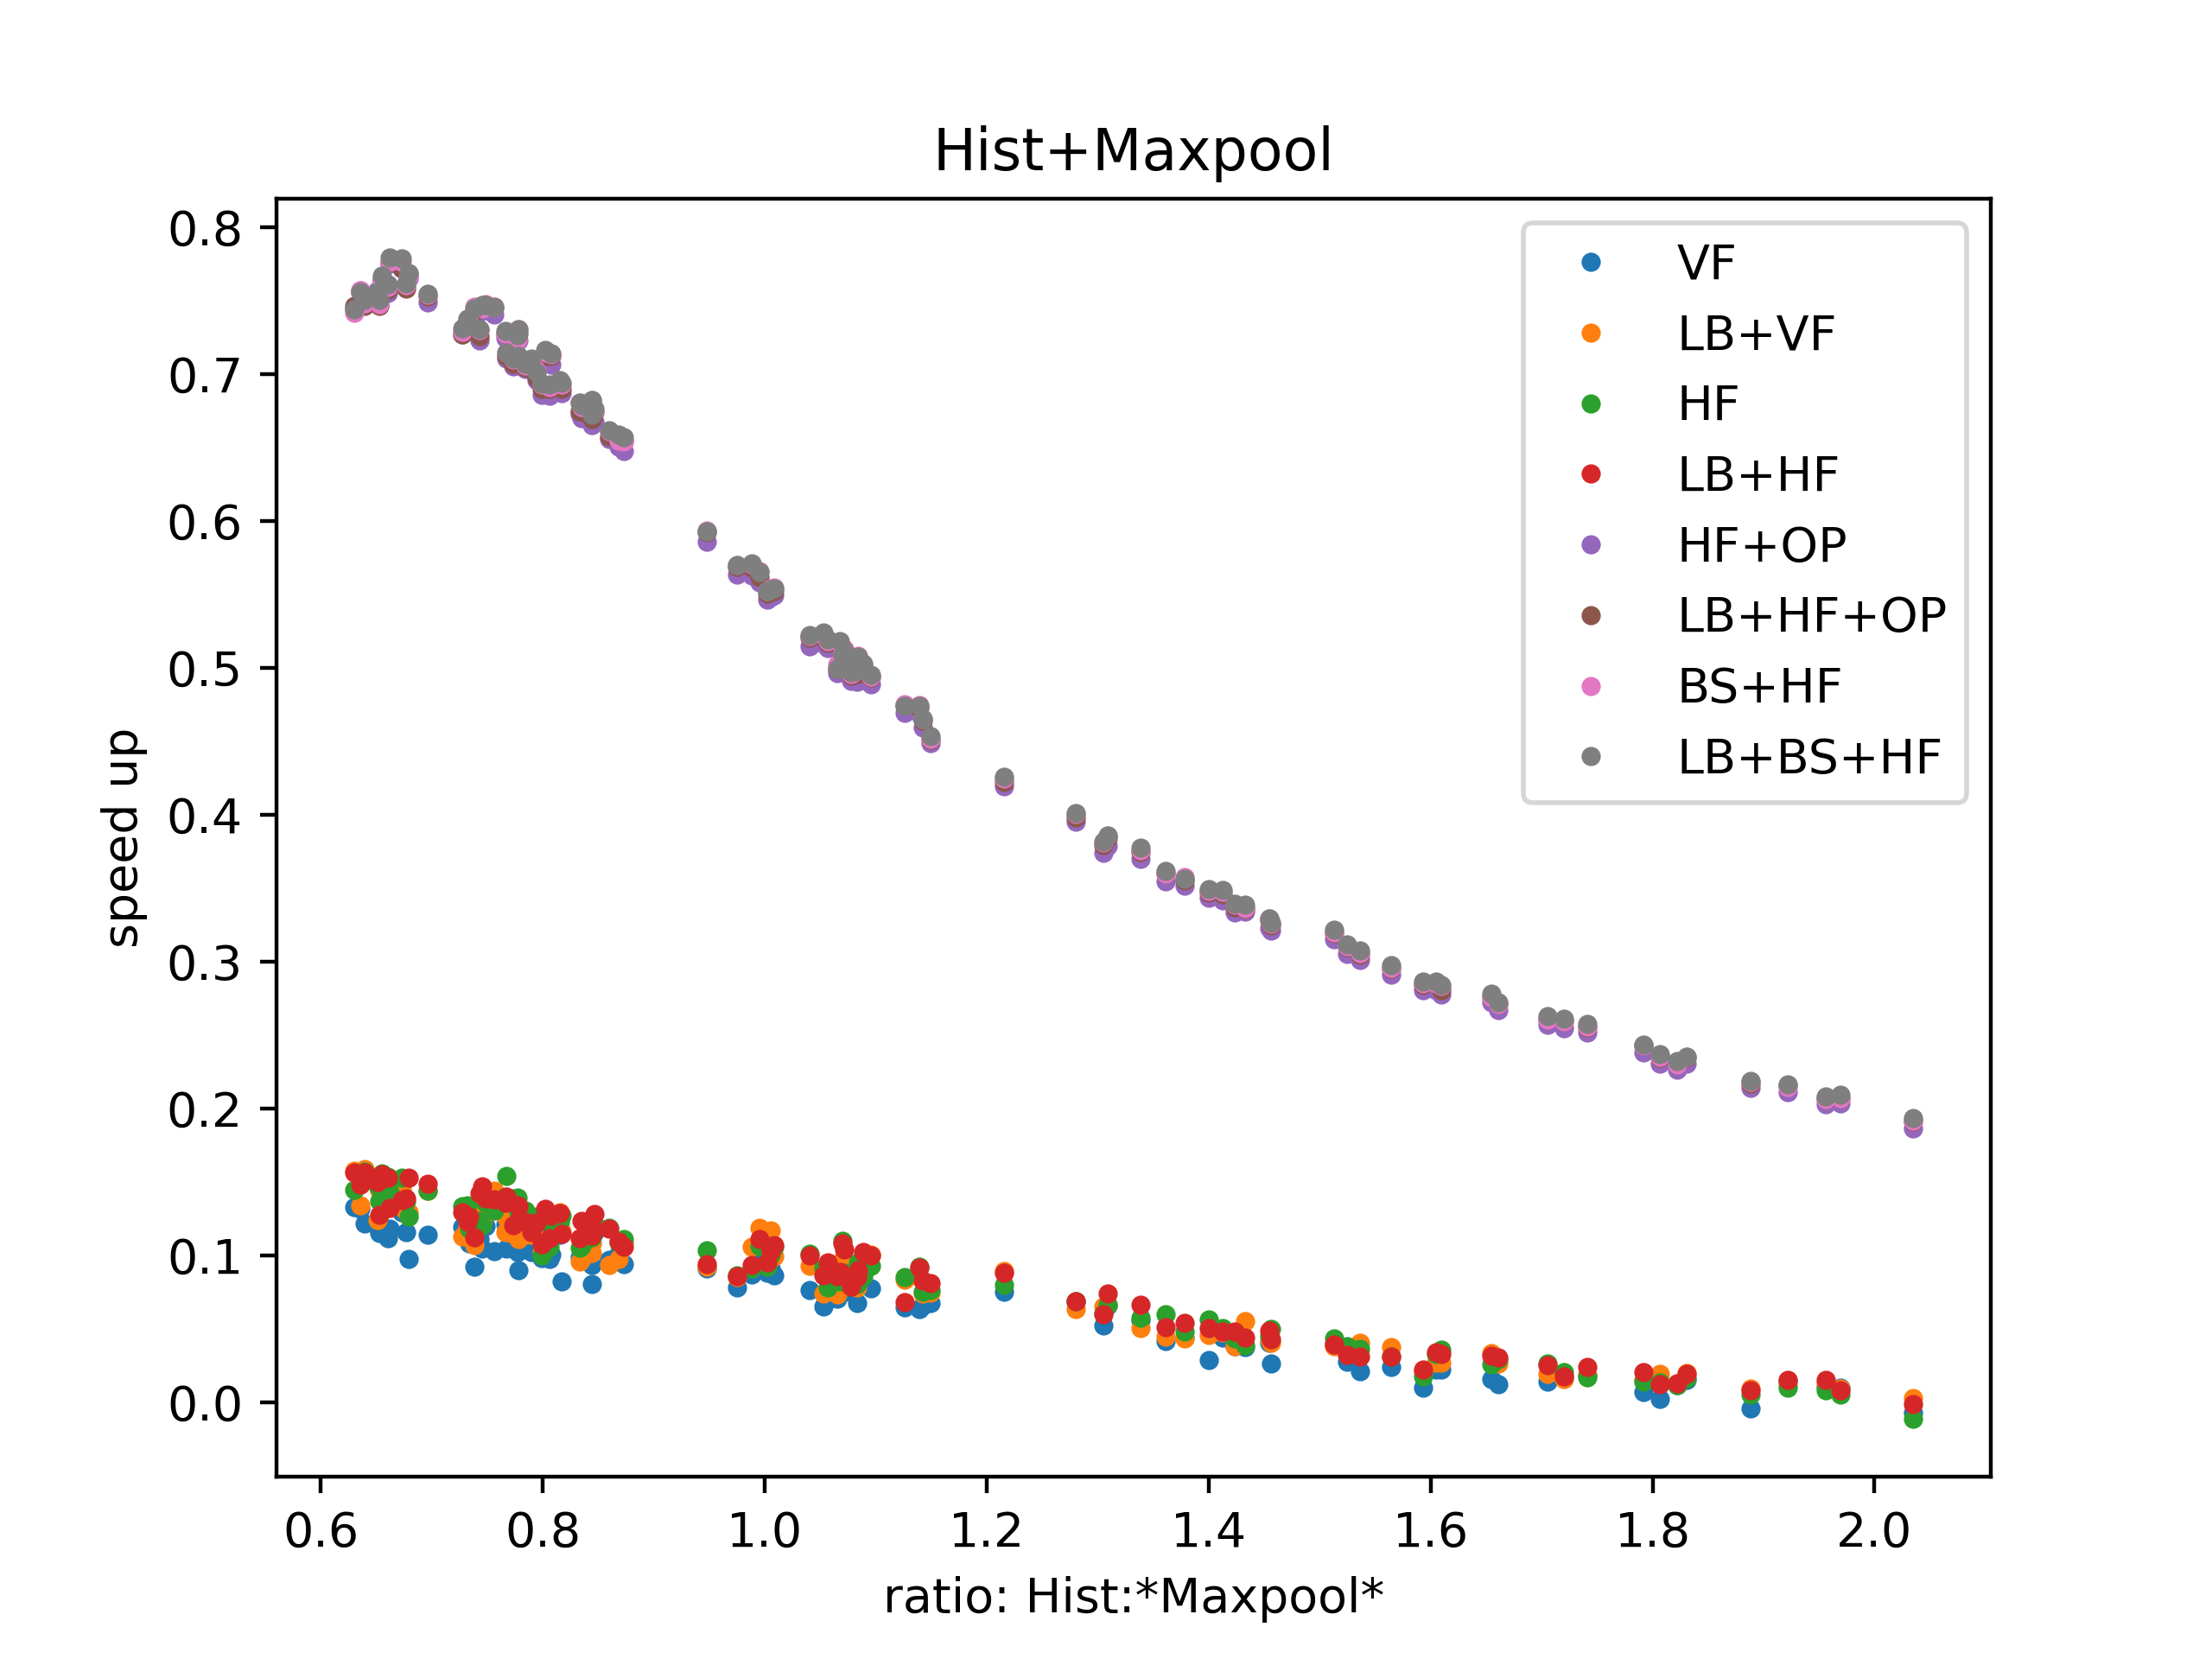 Hist+Maxpool
0.8
0.7
0.6
0.5
0.4
0.3
0.2
0.1
0.0
speed up
VF
LB+VF
HF
LB+HF
HF+OP
LB+HF+OP
BS+HF
LB+BS+HF
0.6 0.8 1.0 1.2 1.4 1.6 1.8 2.0
ratio: Hist:*Maxpool*